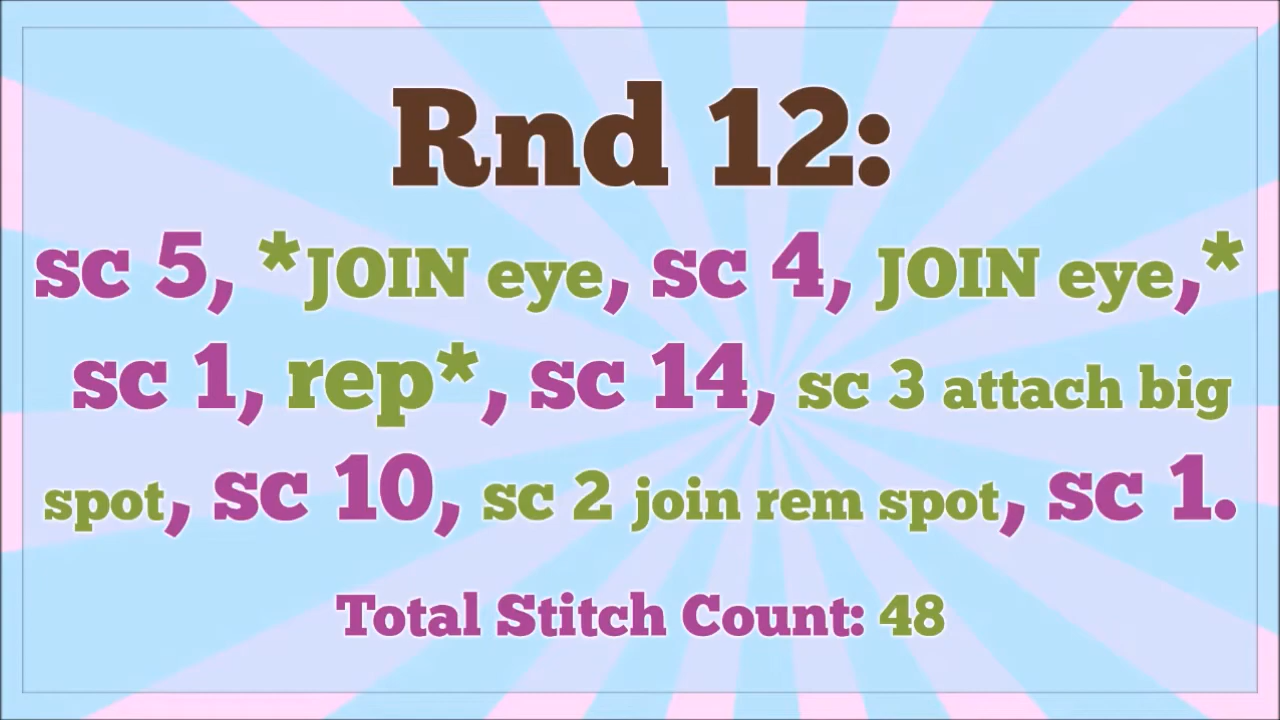 Rnd 12:
sc 5, *JOIN eye, sc 4, JOIN eye,*
sc 1, rep*, sc 14, sc 3 attach big
spot, sc 10, sc 2 join rem spot, sc 1.
Total Stitch Count: 48